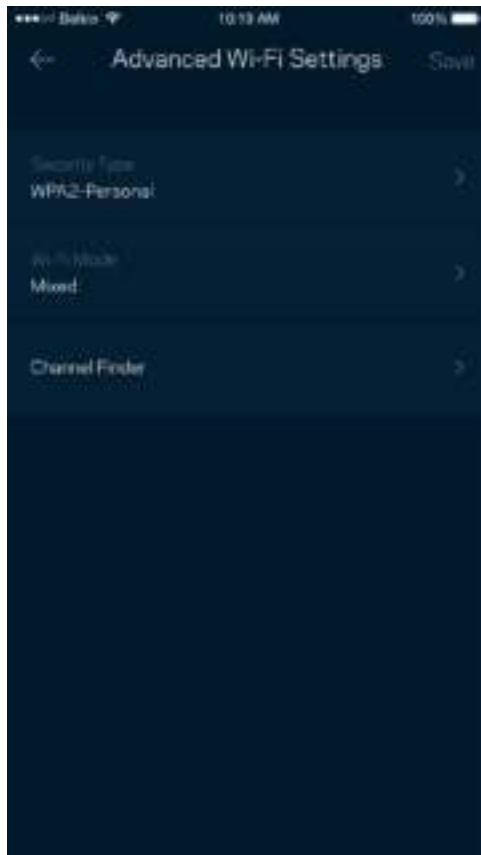 Belkin 10:13 AM 100%
Advanced Wi-Fi Settings Save
Security Type
WPA2-Personal
Wi-Fi Mode
Mixed
Channel Finder